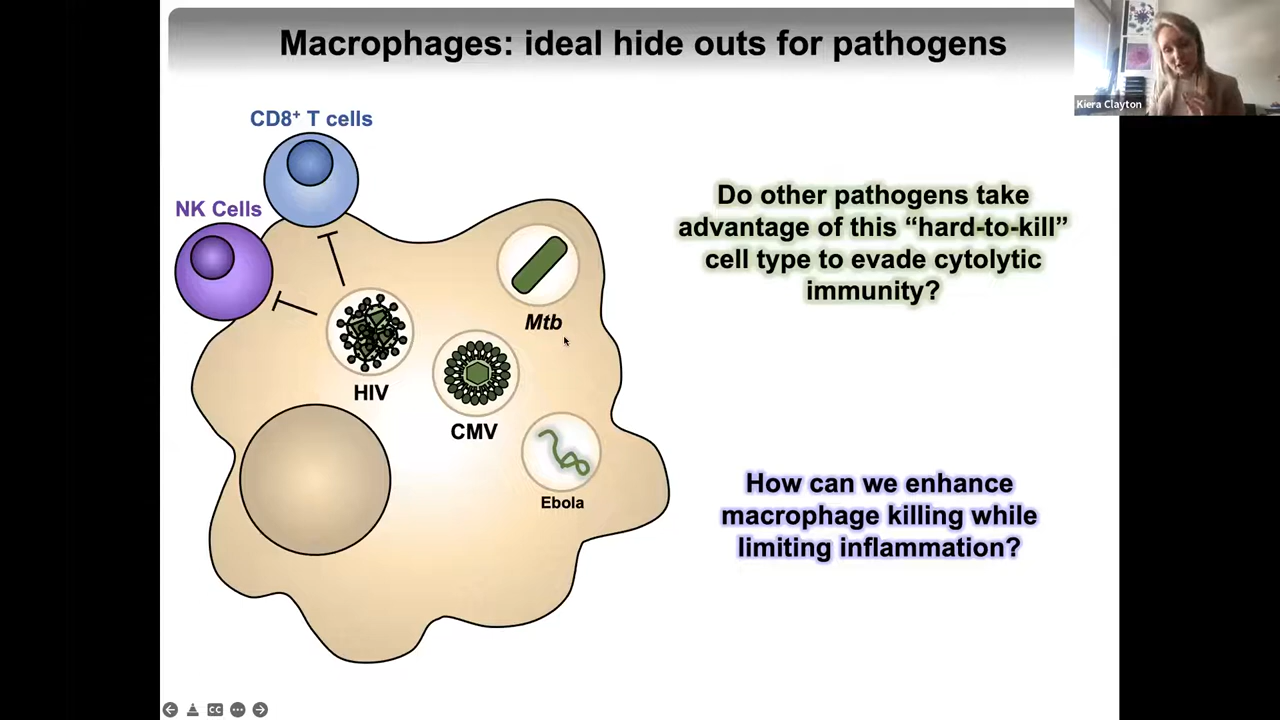 Macrophages: ideal hide outs for pathogens
Kiera Clayton
CD8⁺ T cells
NK Cells
Do other pathogens take
advantage of this “hard-to-kill”
cell type to evade cytolytic
immunity?
Mtb
HIV
CMV
Ebola
How can we enhance
macrophage killing while
limiting inflammation?
CC